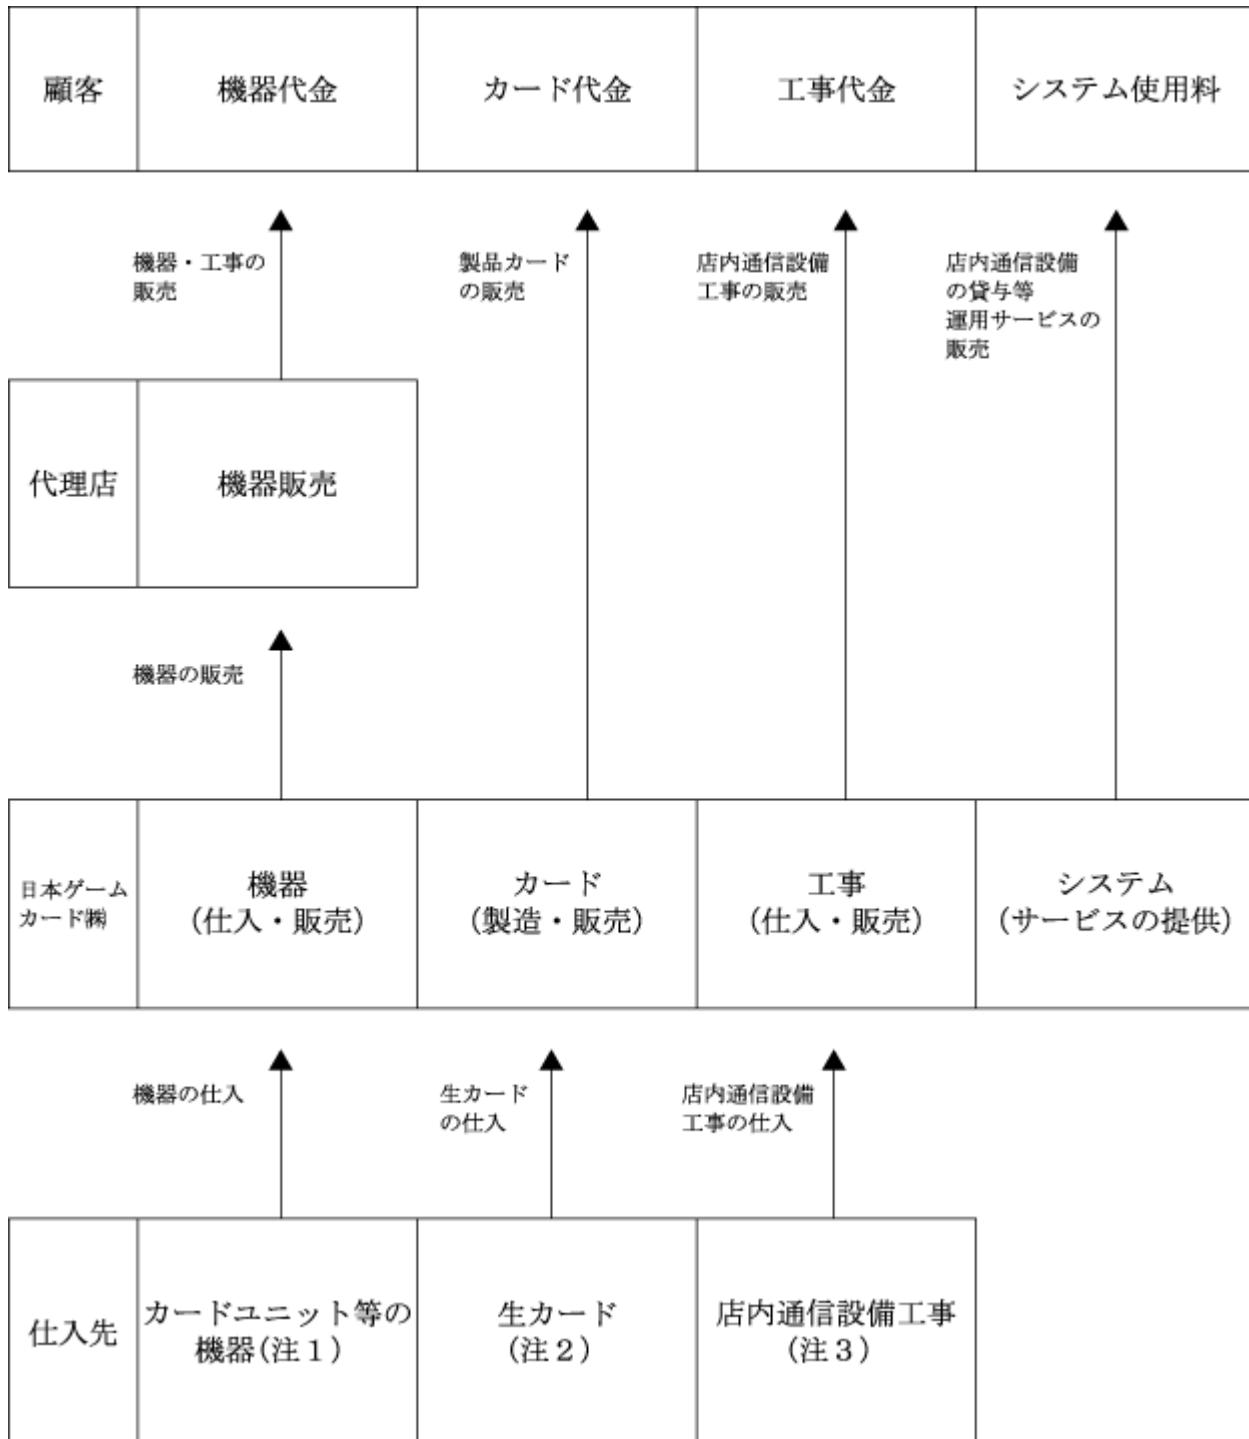 顧客
機器代金
カード代金
工事代金
システム使用料
機器・工事の
販売
製品カード
の販売
店内通信設備
工事の販売
店内通信設備
の貸与等
運用サービスの
販売
代理店
機器販売
機器の販売
日本ゲーム
カード㈱
機器
(仕入・販売)
カード
(製造・販売)
工事
(仕入・販売)
システム
(サービスの提供)
機器の仕入
生カード
の仕入
店内通信設備
工事の仕入
仕入先
カードユニット等の
機器(注１)
生カード
(注２)
店内通信設備工事
(注３)